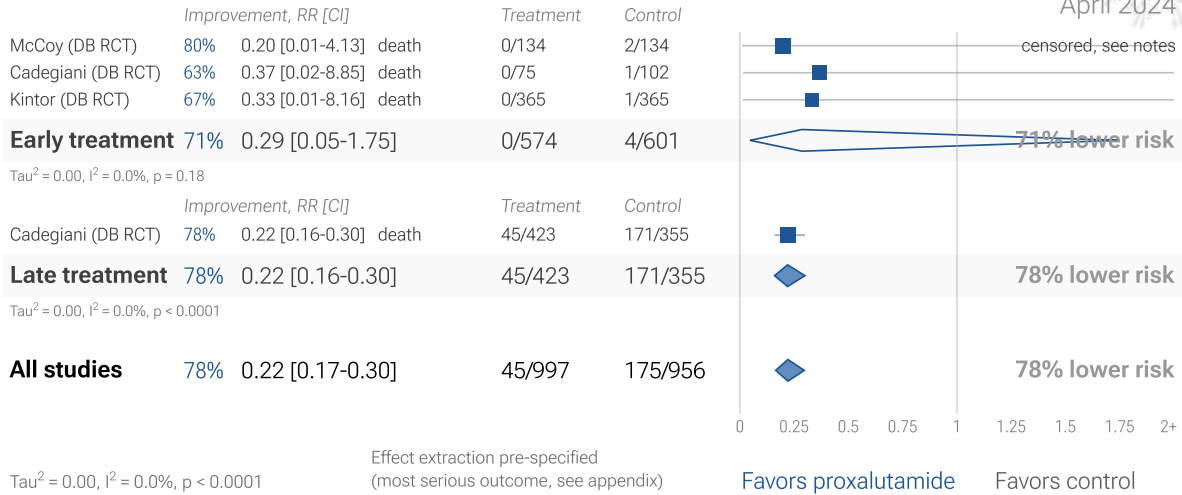 April 2024
Improvement, RR [CI] Treatment Control
McCoy (DB RCT) 80% 0.20 [0.01-4.13] death 0/134 2/134 censored, see notes
Cadegiani (DB RCT) 63% 0.37 [0.02-8.85] death 0/75 1/102
Kintor (DB RCT) 67% 0.33 [0.01-8.16] death 0/365 1/365
Early treatment 71% 0.29 [0.05-1.75] 0/574 4/601 71% lower risk
Tau² = 0.00, I² = 0.0%, p = 0.18
Improvement, RR [CI] Treatment Control
Cadegiani (DB RCT) 78% 0.22 [0.16-0.30] death 45/423 171/355
Late treatment 78% 0.22 [0.16-0.30] 45/423 171/355 78% lower risk
Tau² = 0.00, I² = 0.0%, p < 0.0001
All studies 78% 0.22 [0.17-0.30] 45/997 175/956 78% lower risk
0 0.25 0.5 0.75 1 1.25 1.5 1.75 2+
Effect extraction pre-specified
Tau² = 0.00, I² = 0.0%, p < 0.0001 (most serious outcome, see appendix) Favors proxalutamide Favors control